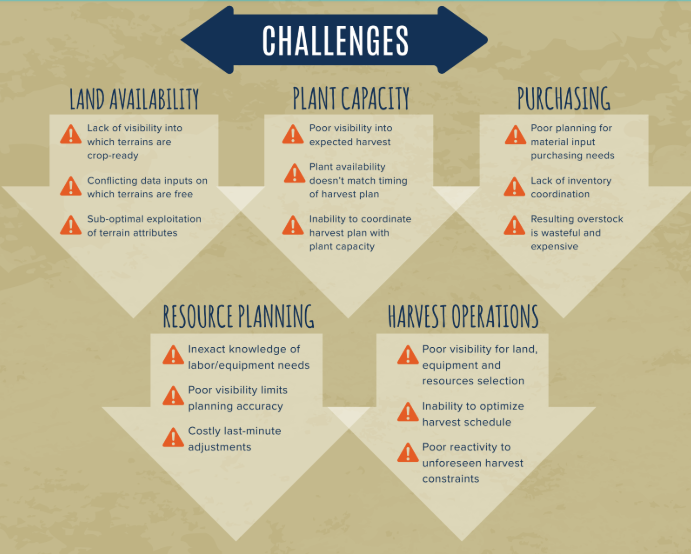 CHALLENGES
LAND AVAILABILITY
Lack of visibility into
which terrains are
crop-ready
Conflicting data inputs on
which terrains are free
Sub-optimal exploitation
of terrain attributes
PLANT CAPACITY
Poor visibility into
expected harvest
Plant availability
doesn't match timing
of harvest plan
Inability to coordinate
harvest plan with
plant capacity
PURCHASING
Poor planning for
material input
purchasing needs
Lack of inventory
coordination
Resulting overstock
is wasteful and
expensive
RESOURCE PLANNING
Inexact knowledge of
labor/equipment needs
Poor visibility limits
planning accuracy
Costly last-minute
adjustments
HARVEST OPERATIONS
Poor visibility for land,
equipment and
resources selection
Inability to optimize
harvest schedule
Poor reactivity to
unforeseen harvest
constraints